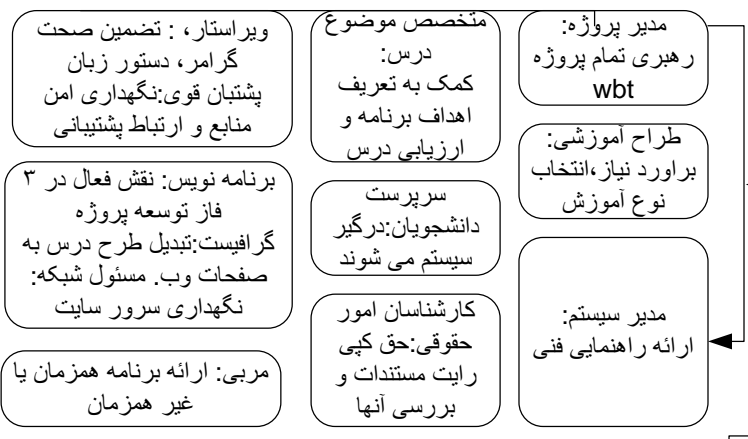 مدیر پروژه:
رهبری تمام پروژه
wbt
طراح آموزشی:
براورد نیاز،انتخاب
نوع آموزش
مدیر سیستم:
ارائه راهنمایی فنی
متخصص موضوع
درس:
کمک به تعریف
اهداف برنامه و
ارزیابی درس
سرپرست
دانشجویان:درگیر
سیستم می شوند
کارشناسان امور
حقوقی:حق کپی
رایت مستندات و
بررسی آنها
ویراستار، : تضمین صحت
گرامر، دستور زبان
پشتبان قوی:نگهداری امن
منابع و ارتباط پشتیبانی
برنامه نویس: نقش فعال در ۳
فاز توسعه پروژه
گرافیست:تبدیل طرح درس به
صفحات وب. مسئول شبکه:
نگهداری سرور سایت
مربی: ارائه برنامه همزمان یا
غیر همزمان